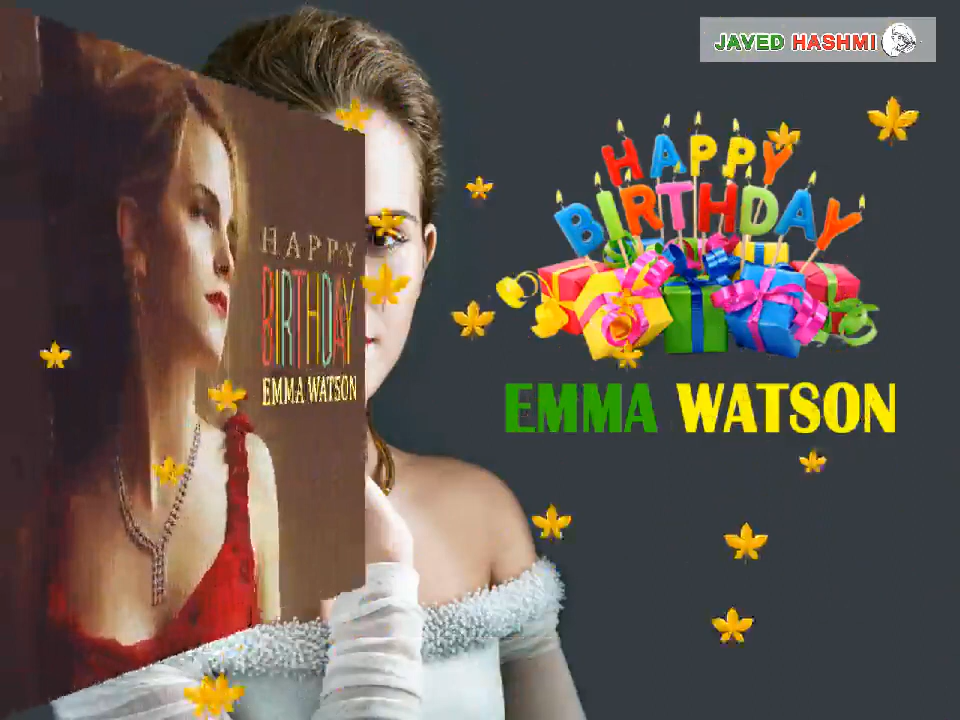 JAVED HASHMI
HAPPY
BIRTHDAY
EMMA WATSON
HAPPY
BIRTHDAY
EMMA WATSON